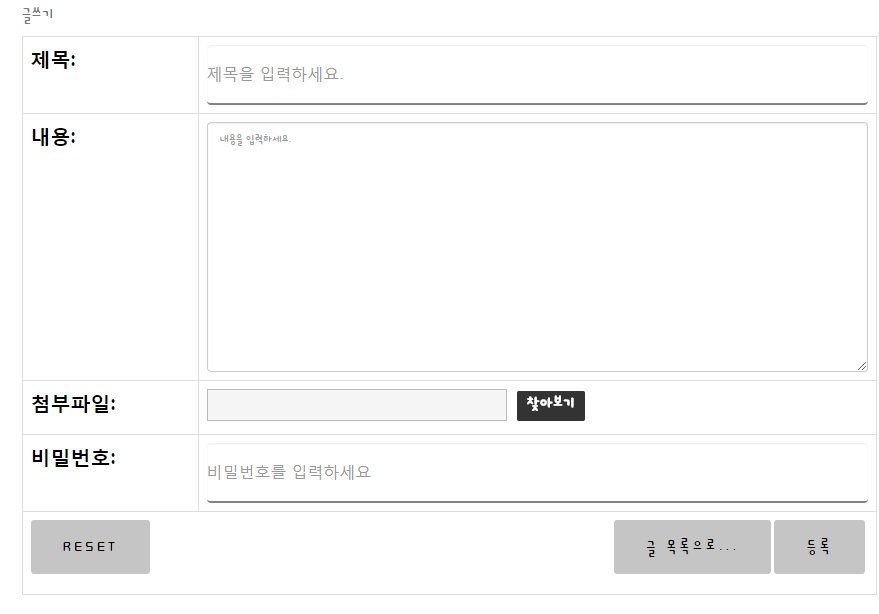 글쓰기
제목:
제목을 입력하세요.
내용:
내용을 입력하세요.
첨부파일:
찾아보기
비밀번호:
비밀번호를 입력하세요
RESET
글 목록으로...
등록